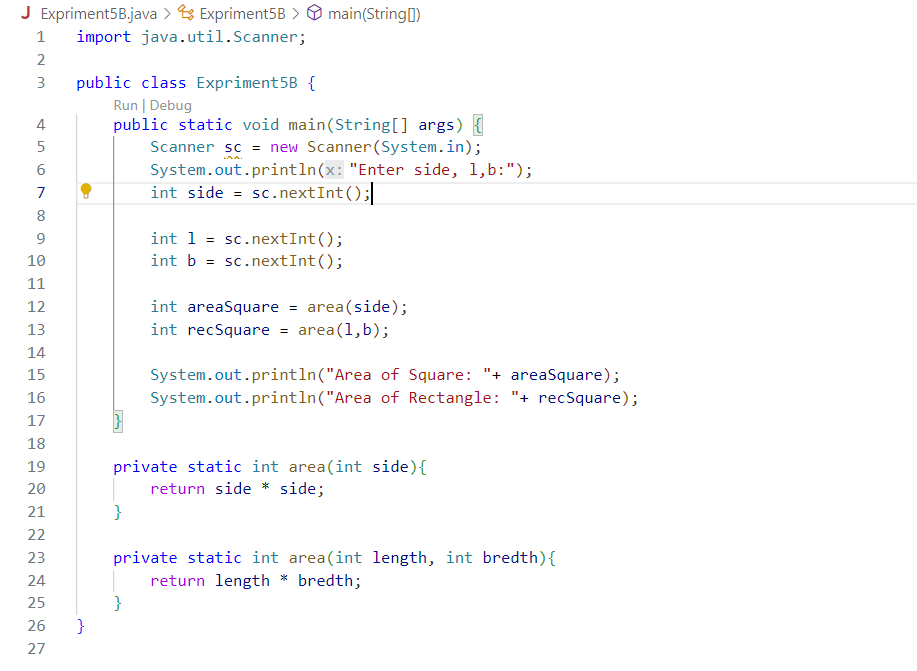 J Expriment5B.java > Expriment5B > main(String[])
1 import java.util.Scanner;
2
3 public class Expriment5B {
Run | Debug
4 public static void main(String[] args) {
5 Scanner sc = new Scanner(System.in);
6 System.out.println(x: "Enter side, l,b:");
7 int side = sc.nextInt();
8
9 int l = sc.nextInt();
10 int b = sc.nextInt();
11
12 int areaSquare = area(side);
13 int recSquare = area(l,b);
14
15 System.out.println("Area of Square: "+ areaSquare);
16 System.out.println("Area of Rectangle: "+ recSquare);
17 }
18
19 private static int area(int side){
20 return side * side;
21 }
22
23 private static int area(int length, int bredth){
24 return length * bredth;
25 }
26 }
27